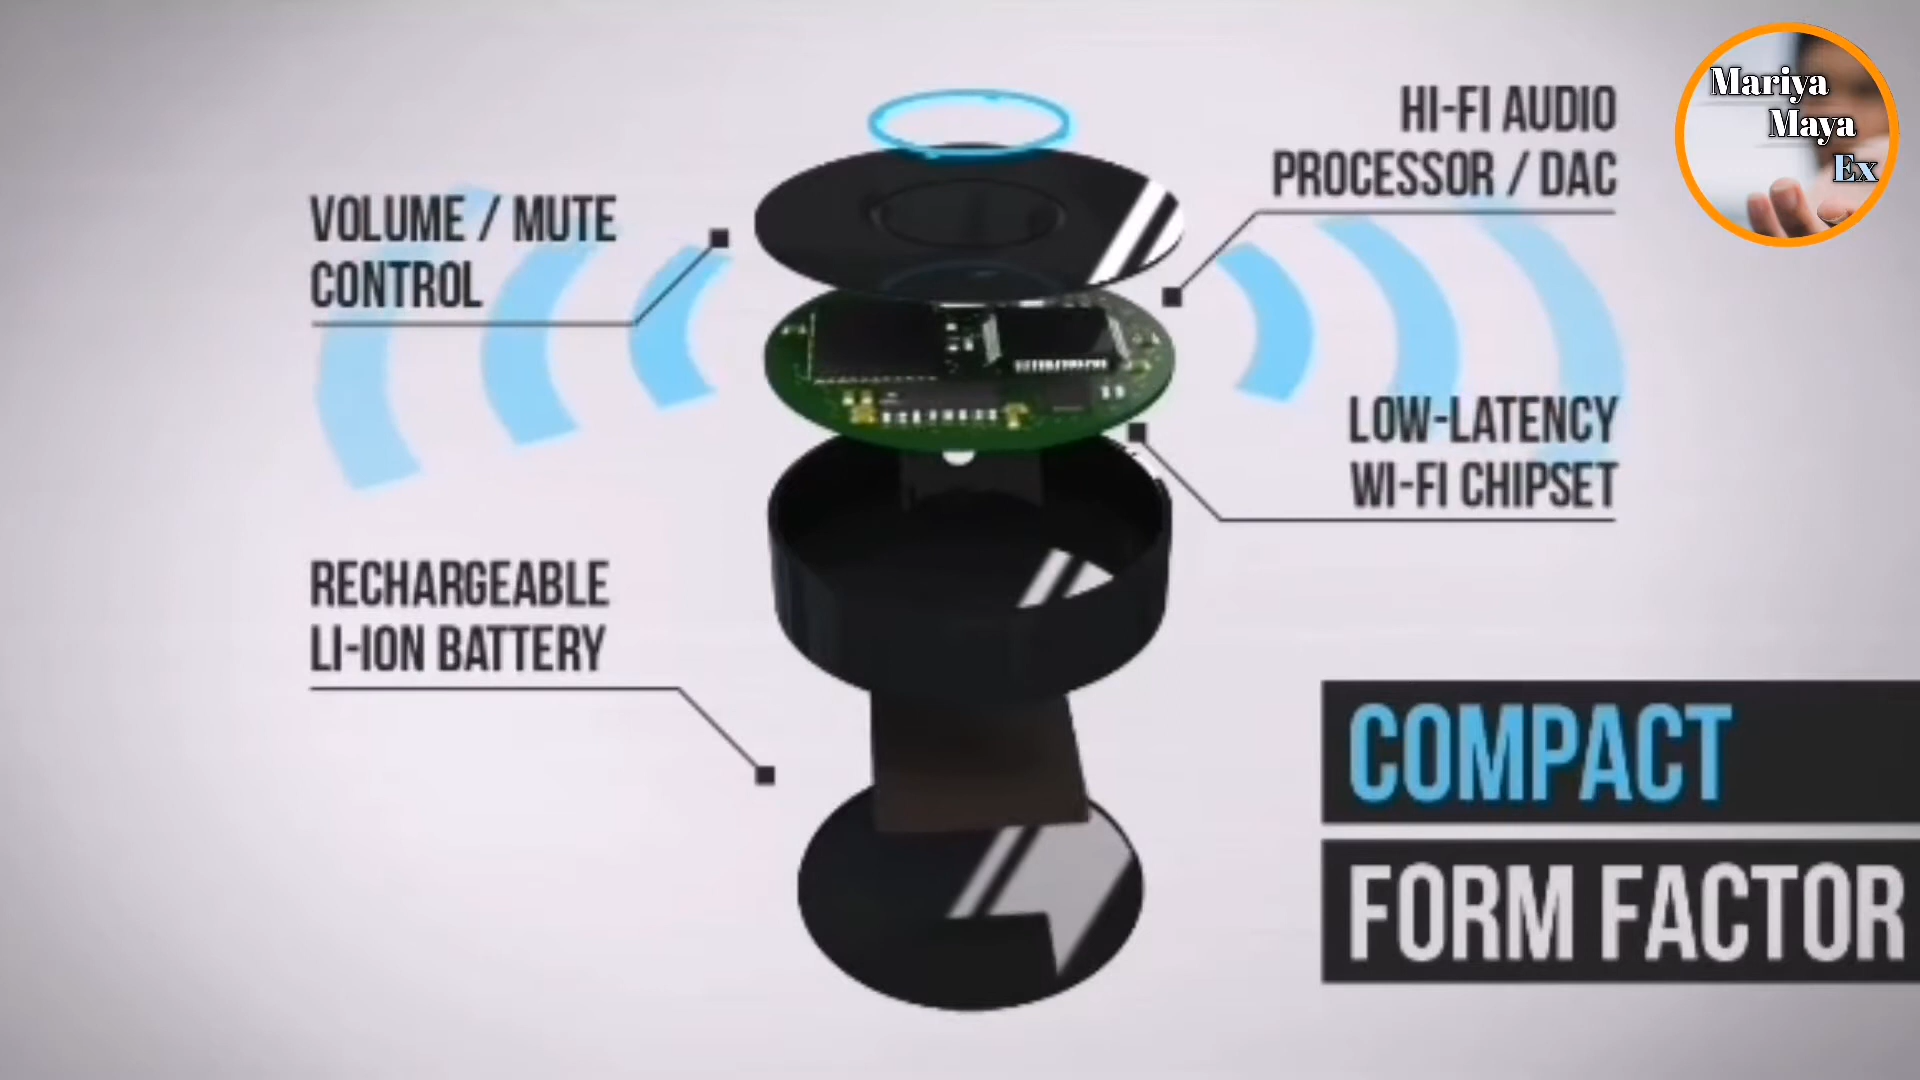 VOLUME / MUTE
CONTROL
HI-FI AUDIO
PROCESSOR / DAC
Mariya
Maya
Ex
LOW-LATENCY
WI-FI CHIPSET
RECHARGEABLE
LI-ION BATTERY
COMPACT
FORM FACTOR